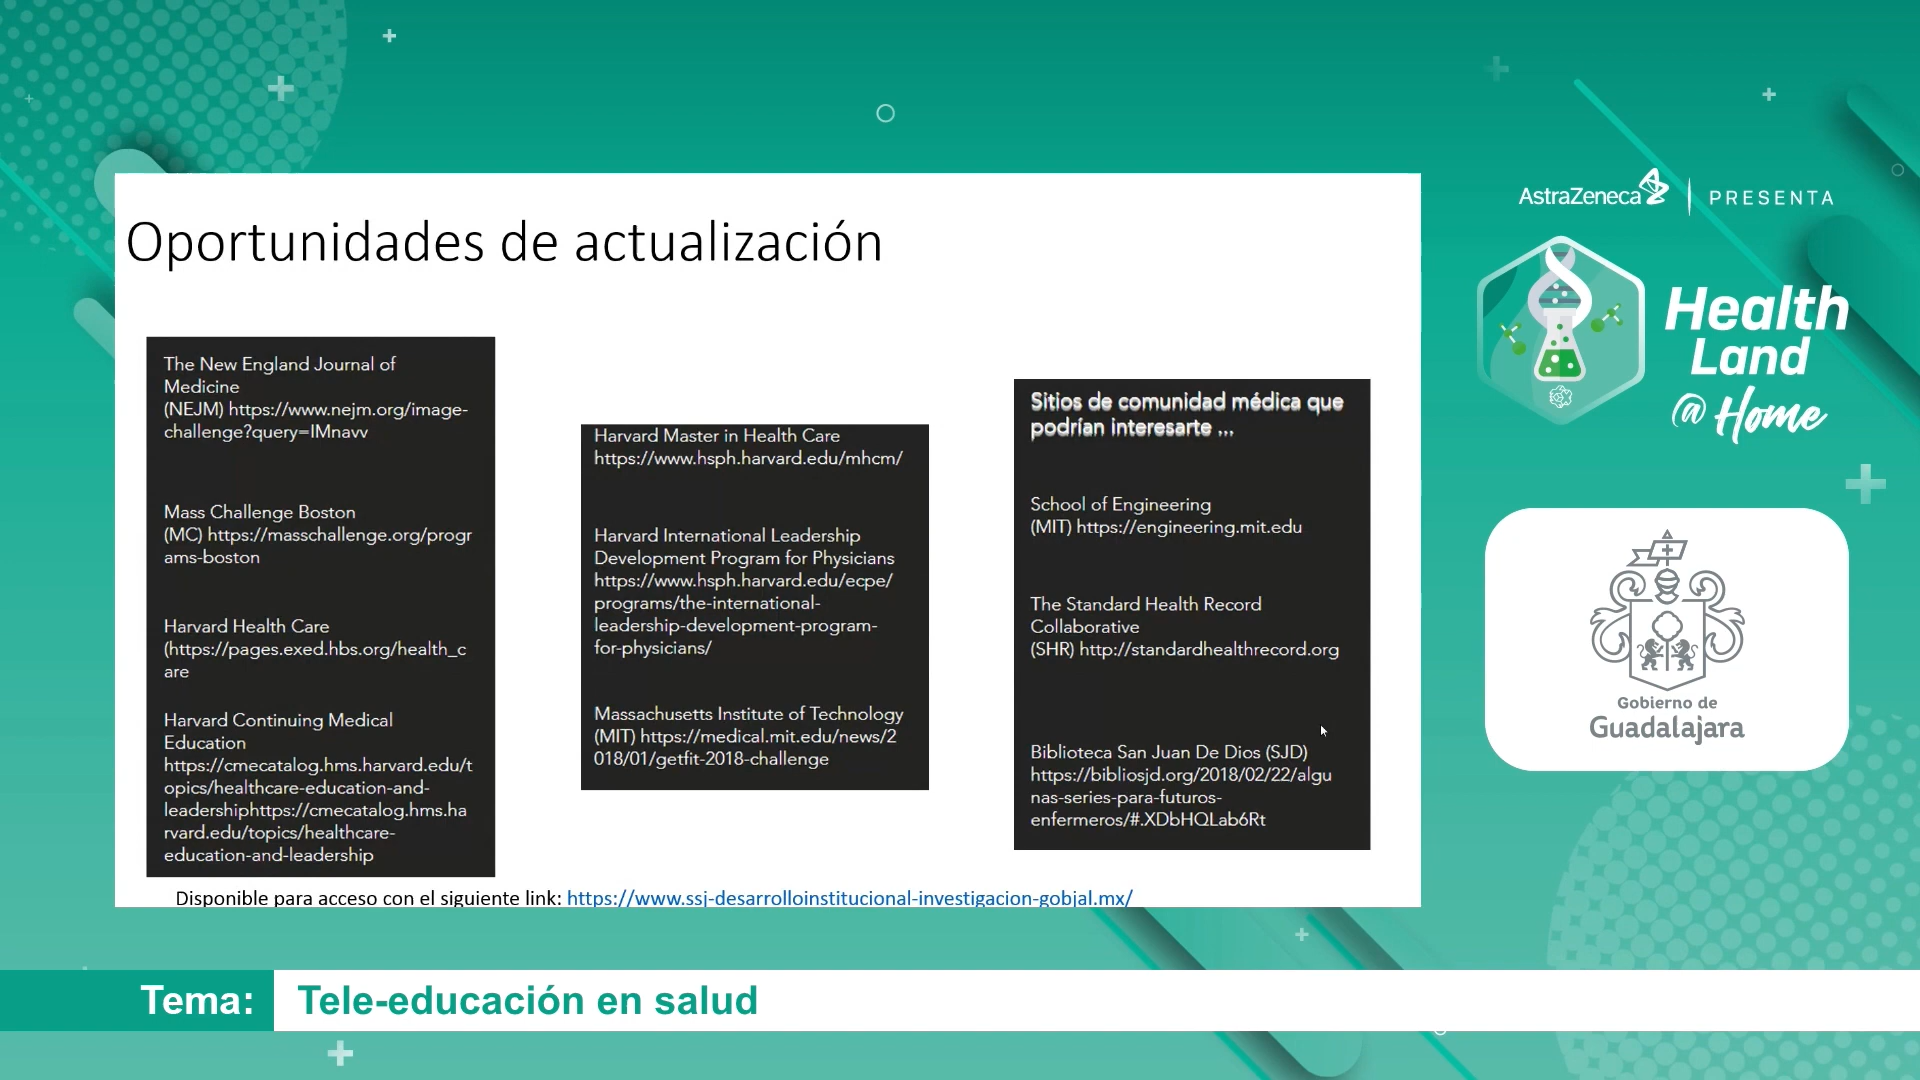 Oportunidades de actualización
The New England Journal of
Medicine
(NEJM) https://www.nejm.org/image-
challenge?query=IMnavv
Mass Challenge Boston
(MC) https://masschallenge.org/progr
ams-boston
Harvard Health Care
(https://pages.exed.hbs.org/health_c
are
Harvard Continuing Medical
Education
https://cmecatalog.hms.harvard.edu/t
opics/healthcare-education-and-
leadershiphttps://cmecatalog.hms.ha
rvard.edu/topics/healthcare-
education-and-leadership
Harvard Master in Health Care
https://www.hsph.harvard.edu/mhcm/
Harvard International Leadership
Development Program for Physicians
https://www.hsph.harvard.edu/ecpe/
programs/the-international-
leadership-development-program-
for-physicians/
Massachusetts Institute of Technology
(MIT) https://medical.mit.edu/news/2
018/01/getfit-2018-challenge
Sitios de comunidad médica que
podrían interesarte ...
School of Engineering
(MIT) https://engineering.mit.edu
The Standard Health Record
Collaborative
(SHR) http://standardhealthrecord.org
Biblioteca San Juan De Dios (SJD)
https://bibliosjd.org/2018/02/22/algu
nas-series-para-futuros-
enfermeros/#.XDbHQLab6Rt
Disponible para acceso con el siguiente link: https://www.ssj-desarrolloinstitucional-investigacion-gobjal.mx/
AstraZeneca | PRESENTA
Health
Land
@Home
Gobierno de
Guadalajara
Tema: Tele-educación en salud